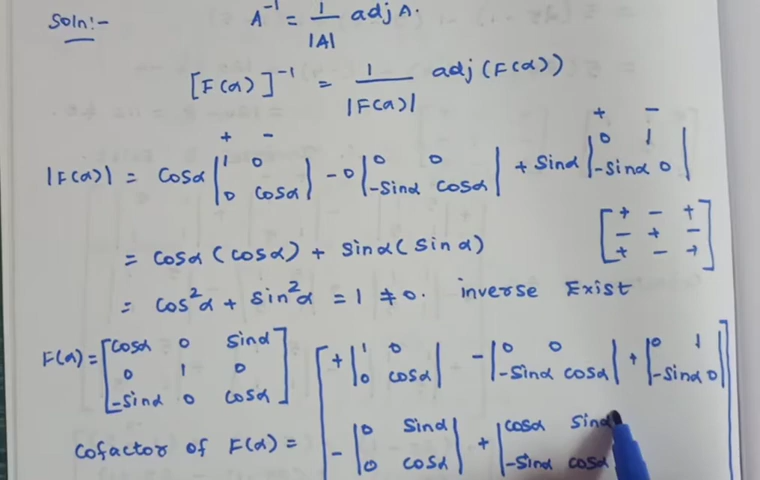 Soln:- A⁻¹ = 1/|A| adj A.
[F(α)]⁻¹ = 1/|F(α)| adj (F(α))
+ - + -
|F(α)| = Cosα |1 0; 0 Cosα| - 0 |0 0; -Sinα Cosα| + Sinα |0 1; -Sinα 0|
= Cosα (Cosα) + Sinα (Sin α) [+ - +; - + -; + - +]
= Cos²α + Sin²α = 1 ≠ 0. inverse Exist
F(α) = [Cosα 0 Sinα; 0 1 0; -Sinα 0 Cosα]
Cofactor of F(α) = [+ |1 0; 0 Cosα| - |0 0; -Sinα Cosα| + |0 1; -Sinα 0|
- |0 Sinα; 0 Cosα| + |Cosα Sinα; -Sinα Cosα